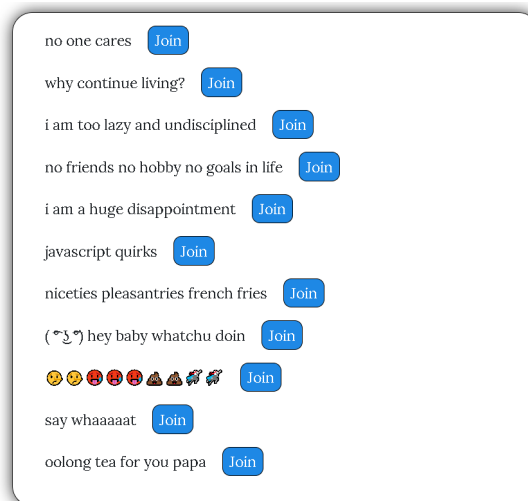 no one cares Join
why continue living? Join
i am too lazy and undisciplined Join
no friends no hobby no goals in life Join
i am a huge disappointment Join
javascript quirks Join
niceties pleasantries french fries Join
( ͡° ͜ʖ ͡°) hey baby whatchu doin Join
🤔🤔🥵🥵🥵💩💩🦸🦸 Join
say whaaaaat Join
oolong tea for you papa Join